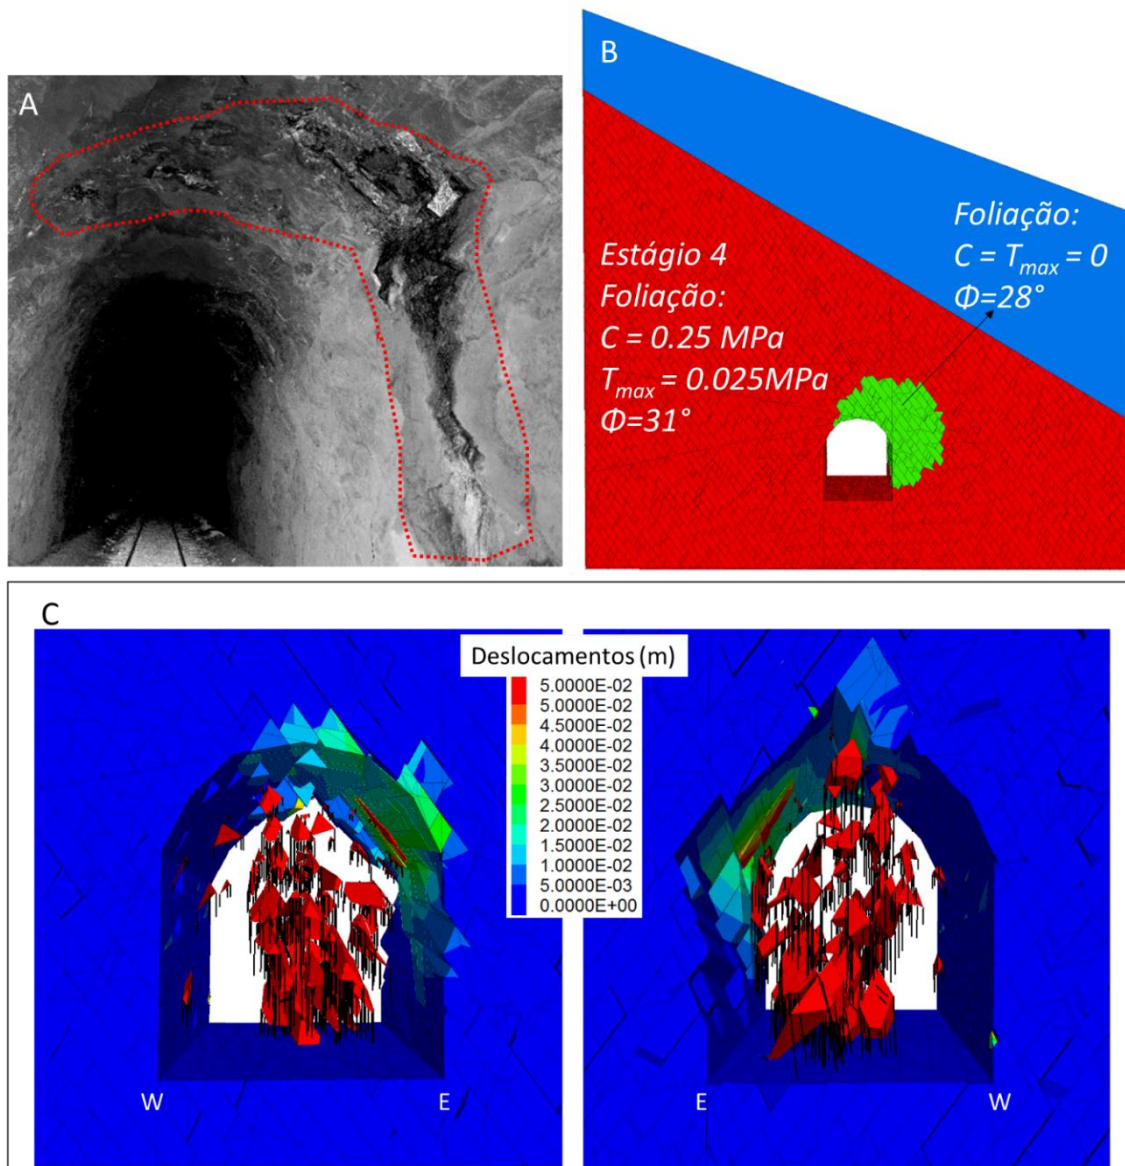 A
B
Foliação:
C = T_max = 0
Φ=28°
Estágio 4
Foliação:
C = 0.25 MPa
T_max = 0.025MPa
Φ=31°
C
Deslocamentos (m)
5.0000E-02
5.0000E-02
4.5000E-02
4.0000E-02
3.5000E-02
3.0000E-02
2.5000E-02
2.0000E-02
1.5000E-02
1.0000E-02
5.0000E-03
0.0000E+00
W
E
E
W